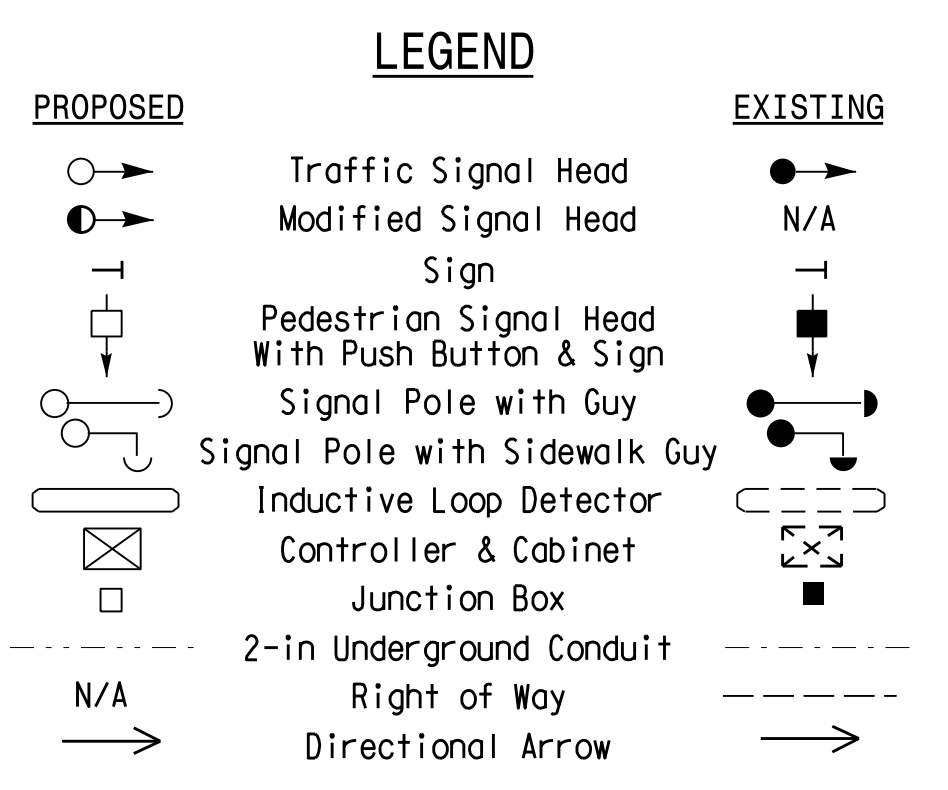 LEGEND
PROPOSED EXISTING
Traffic Signal Head
Modified Signal Head N/A
Sign
Pedestrian Signal Head
With Push Button & Sign
Signal Pole with Guy
Signal Pole with Sidewalk Guy
Inductive Loop Detector
Controller & Cabinet
Junction Box
2-in Underground Conduit
N/A Right of Way
Directional Arrow